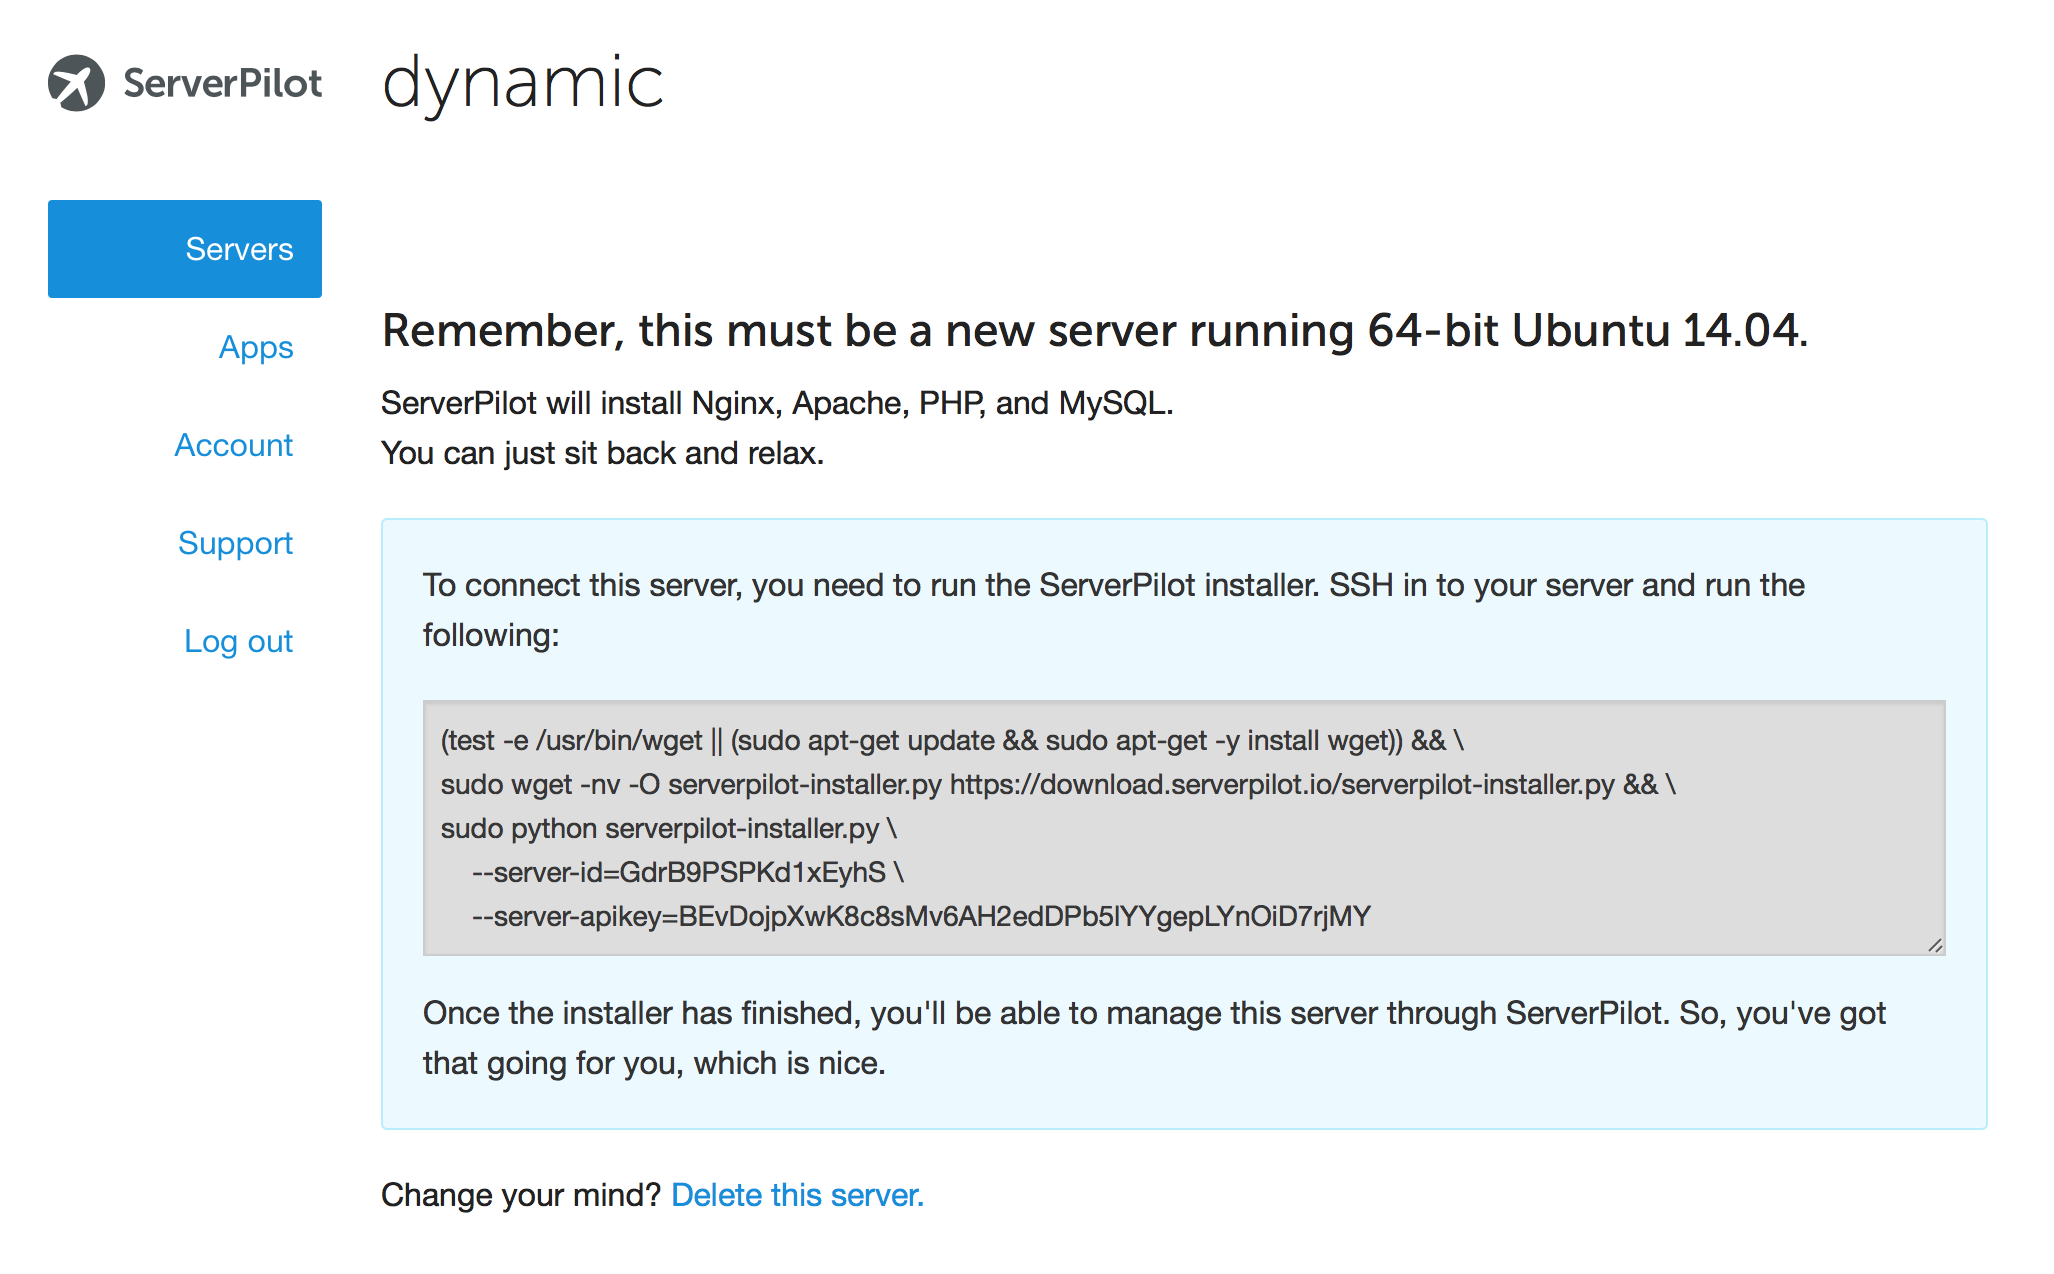 ServerPilot
dynamic
Servers
Apps
Account
Support
Log out
Remember, this must be a new server running 64-bit Ubuntu 14.04.
ServerPilot will install Nginx, Apache, PHP, and MySQL.
You can just sit back and relax.
To connect this server, you need to run the ServerPilot installer. SSH in to your server and run the
following:
(test -e /usr/bin/wget || (sudo apt-get update && sudo apt-get -y install wget)) && \
sudo wget -nv -O serverpilot-installer.py https://download.serverpilot.io/serverpilot-installer.py && \
sudo python serverpilot-installer.py \
--server-id=GdrB9PSPKd1xEyhS \
--server-apikey=BEvDojpXwK8c8sMv6AH2edDPb5lYYgepLYnOiD7rjMY
Once the installer has finished, you'll be able to manage this server through ServerPilot. So, you've got
that going for you, which is nice.
Change your mind? Delete this server.